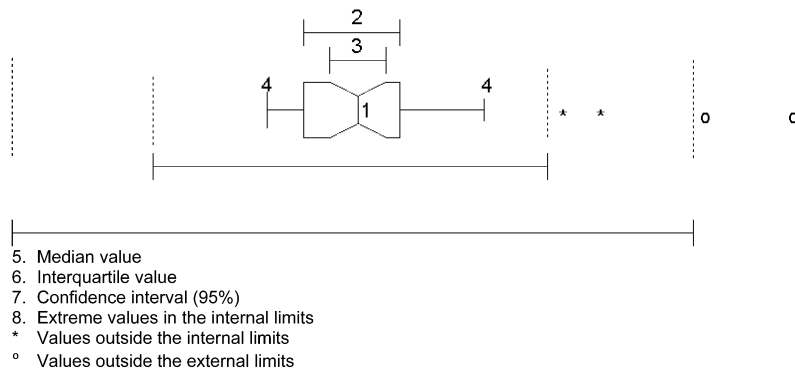 2
3
4 4
1
* * o o
5. Median value
6. Interquartile value
7. Confidence interval (95%)
8. Extreme values in the internal limits
* Values outside the internal limits
º Values outside the external limits